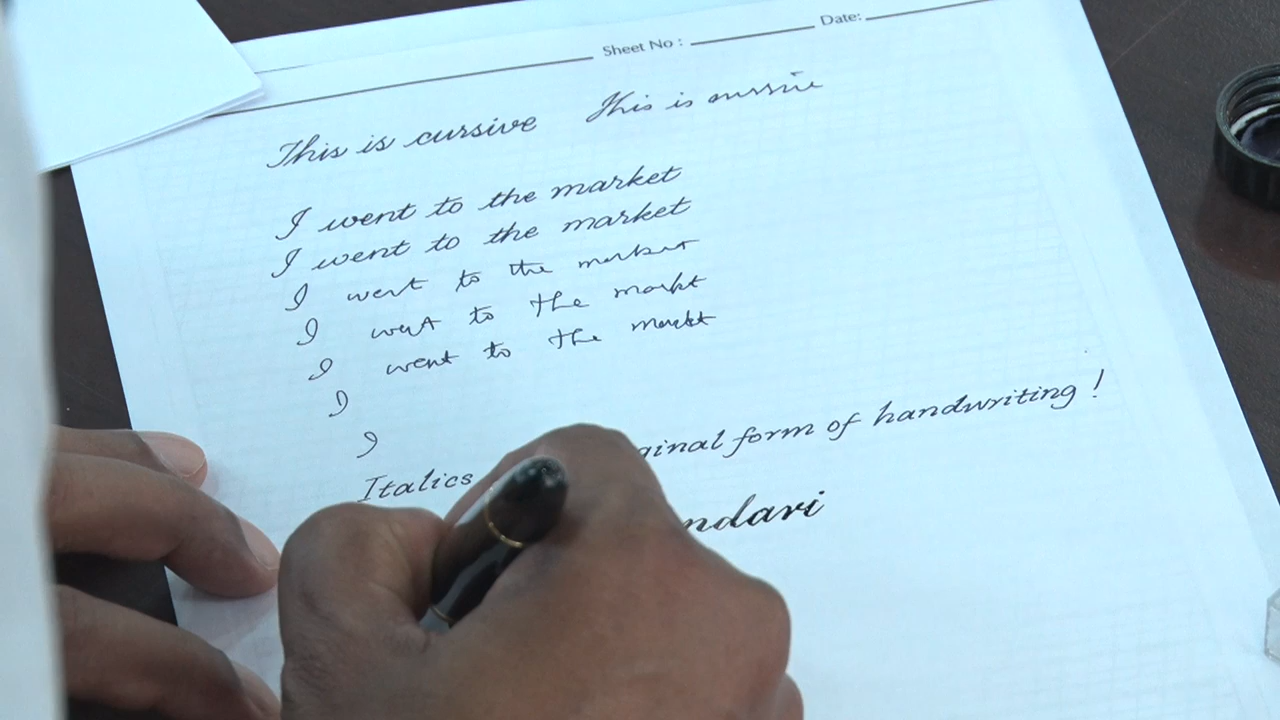 Sheet No : Date:
This is cursive This is cursive
I went to the market
I went to the market
I went to the market
I went to the market
I went to the market
I
I
Italics ginal form of handwriting !
ndari